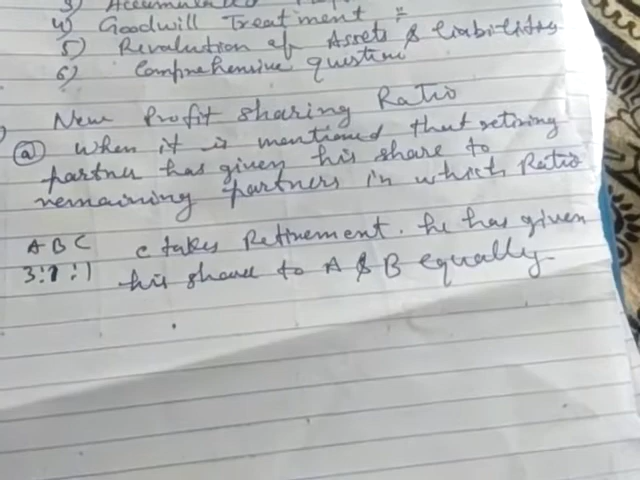 4) Goodwill Treatment =
5) Revalution of Assets & liabilities
6) Comprehensive question
New Profit sharing Ratio
(a) When it is mentioned that retiring
partner has given his share to
remaining partners in which Ratio
A B C c takes Retirement. he has given
3:1:1 his share to A & B equally